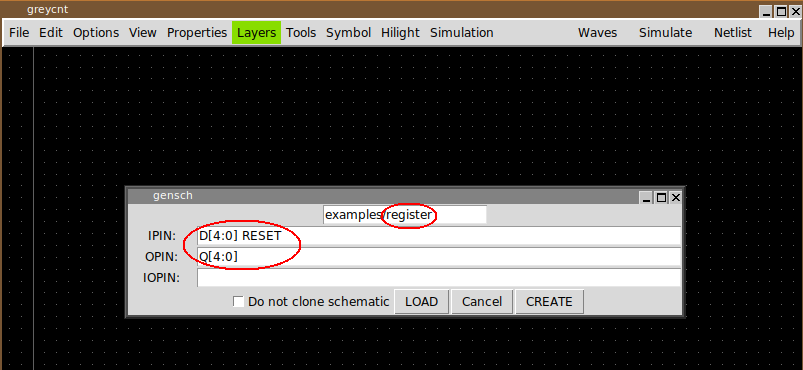 greycnt
File Edit Options View Properties Layers Tools Symbol Hilight Simulation Waves Simulate Netlist Help
gensch
examples/register
IPIN: D[4:0] RESET
OPIN: Q[4:0]
IOPIN:
Do not clone schematic LOAD Cancel CREATE